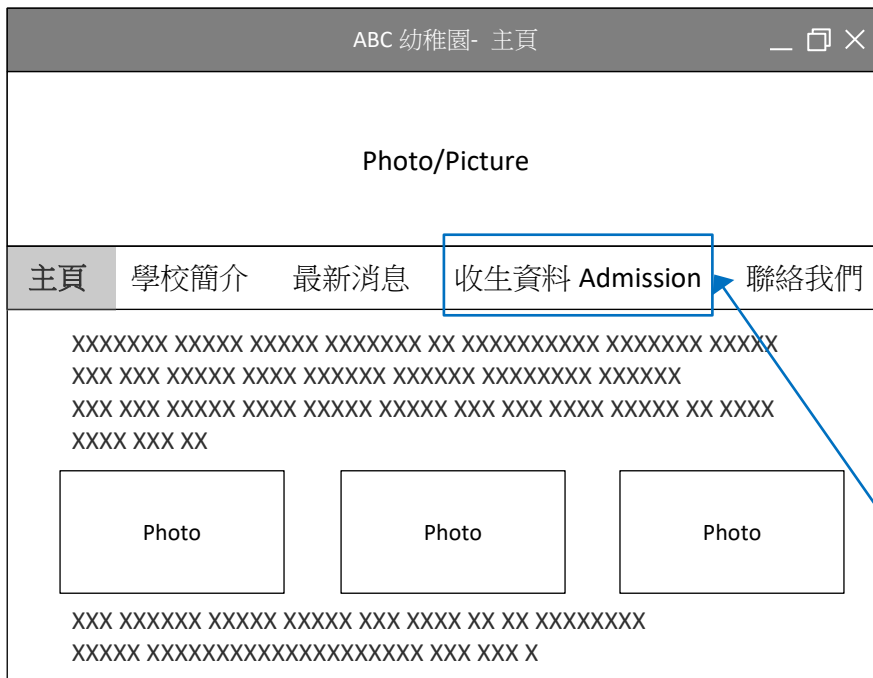 ABC 幼稚園- 主頁
Photo/Picture
主頁 學校簡介 最新消息 收生資料 Admission 聯絡我們
XXXXXXX XXXXX XXXXX XXXXXXX XX XXXXXXXXXX XXXXXXX XXXXX
XXX XXX XXXXX XXXX XXXXXX XXXXXX XXXXXXXX XXXXXX
XXX XXX XXXXX XXXX XXXXX XXXXX XXX XXX XXXX XXXXX XX XXXX
XXXX XXX XX
Photo Photo Photo
XXX XXXXXX XXXXX XXXXX XXX XXXX XX XX XXXXXXXX
XXXXX XXXXXXXXXXXXXXXXXXXX XXX XXX X